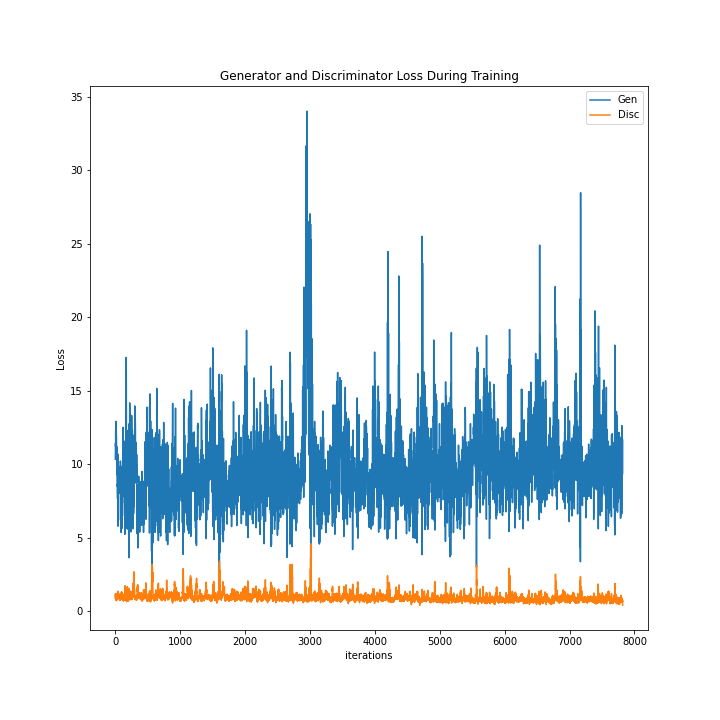 Generator and Discriminator Loss During Training
Gen
Disc
Loss
35
30
25
20
15
10
5
0
0 1000 2000 3000 4000 5000 6000 7000 8000
iterations